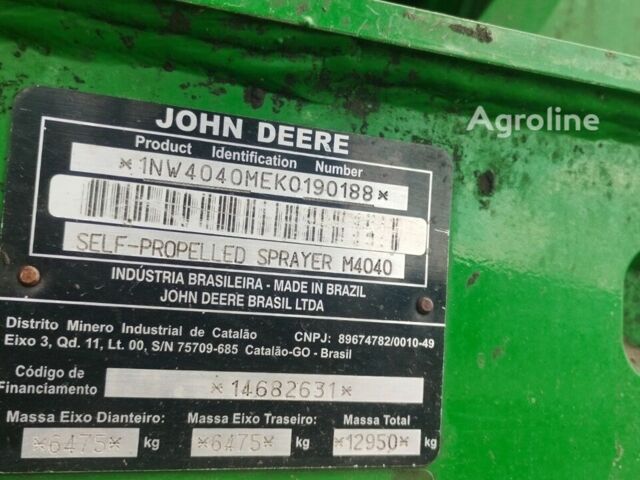 Agroline
JOHN DEERE
Product Identification Number
*1NW4040MEK0190188*
SELF-PROPELLED SPRAYER M4040
INDÚSTRIA BRASILEIRA - MADE IN BRAZIL
JOHN DEERE BRASIL LTDA
Distrito Minero Industrial de Catalão CNPJ: 89674782/0010-49
Eixo 3, Qd. 11, Lt. 00, S/N 75709-685 Catalão-GO - Brasil
Código de
Financiamento *14682631*
Massa Eixo Dianteiro: Massa Eixo Traseiro: Massa Total
*6475* kg *6475* kg *12950* kg